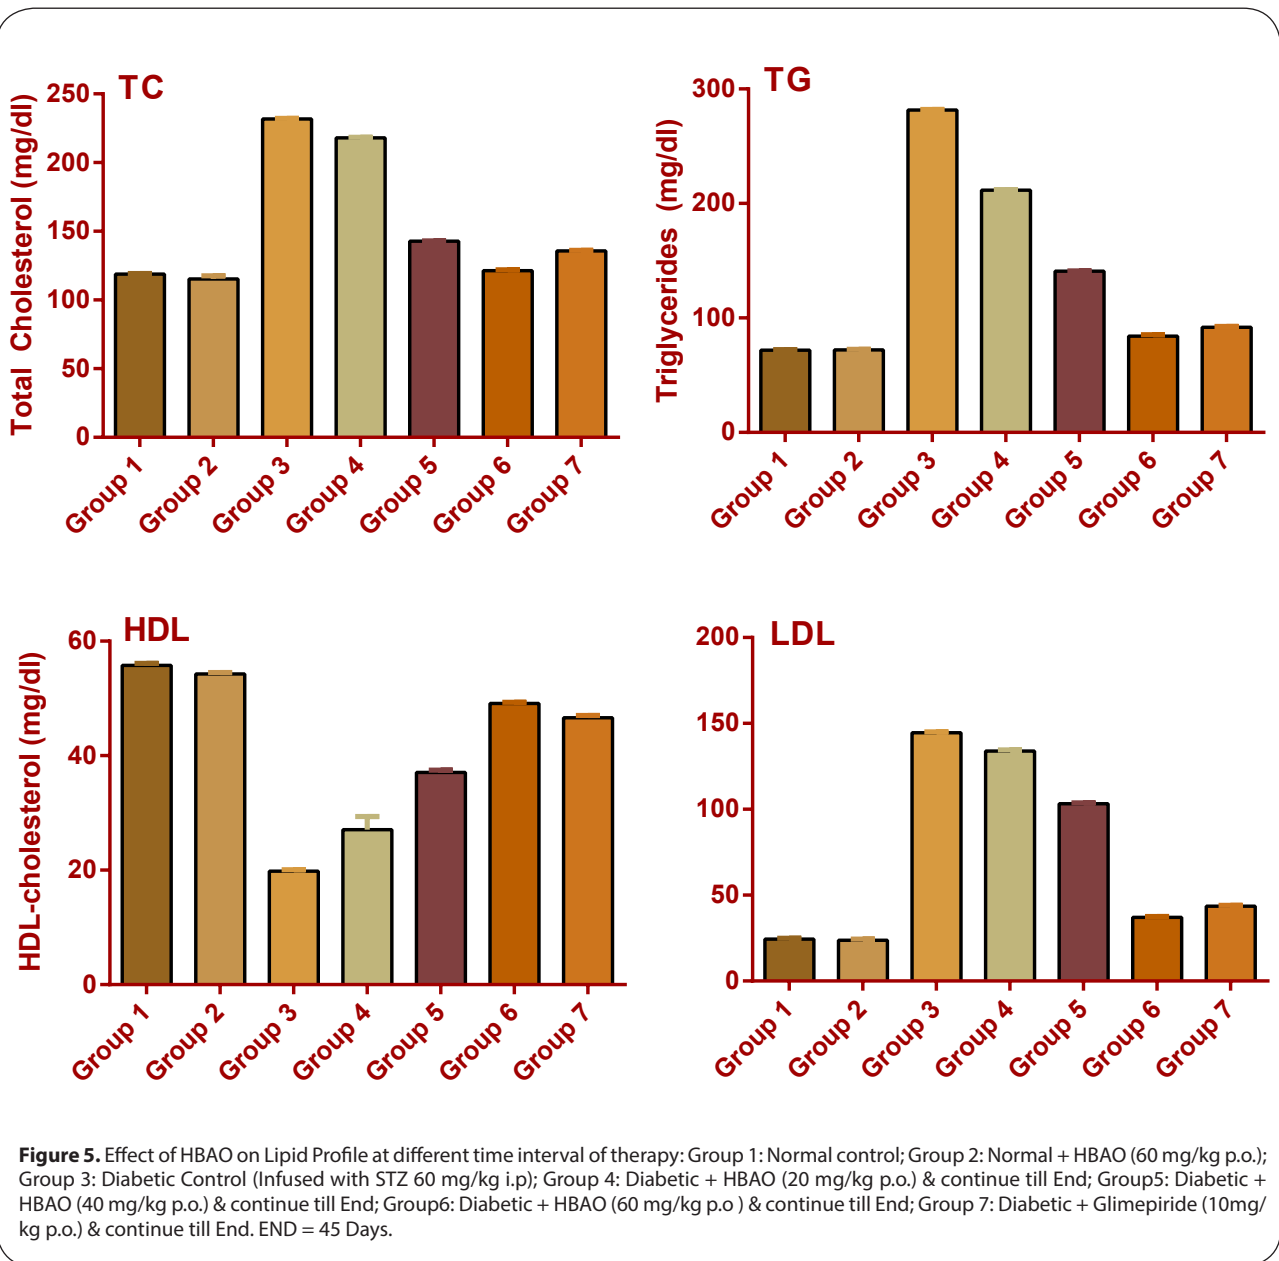 TC
Total Cholesterol (mg/dl)
250
200
150
100
50
0
Group 1
Group 2
Group 3
Group 4
Group 5
Group 6
Group 7
TG
Triglycerides (mg/dl)
300
200
100
0
Group 1
Group 2
Group 3
Group 4
Group 5
Group 6
Group 7
HDL
HDL-cholesterol (mg/dl)
60
40
20
0
Group 1
Group 2
Group 3
Group 4
Group 5
Group 6
Group 7
LDL
200
150
100
50
0
Group 1
Group 2
Group 3
Group 4
Group 5
Group 6
Group 7
Figure 5. Effect of HBAO on Lipid Profile at different time interval of therapy: Group 1: Normal control; Group 2: Normal + HBAO (60 mg/kg p.o.);
Group 3: Diabetic Control (Infused with STZ 60 mg/kg i.p); Group 4: Diabetic + HBAO (20 mg/kg p.o.) & continue till End; Group5: Diabetic +
HBAO (40 mg/kg p.o.) & continue till End; Group6: Diabetic + HBAO (60 mg/kg p.o ) & continue till End; Group 7: Diabetic + Glimepiride (10mg/
kg p.o.) & continue till End. END = 45 Days.